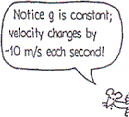 Notice g is constant;
velocity changes by
-10 m/s each second!